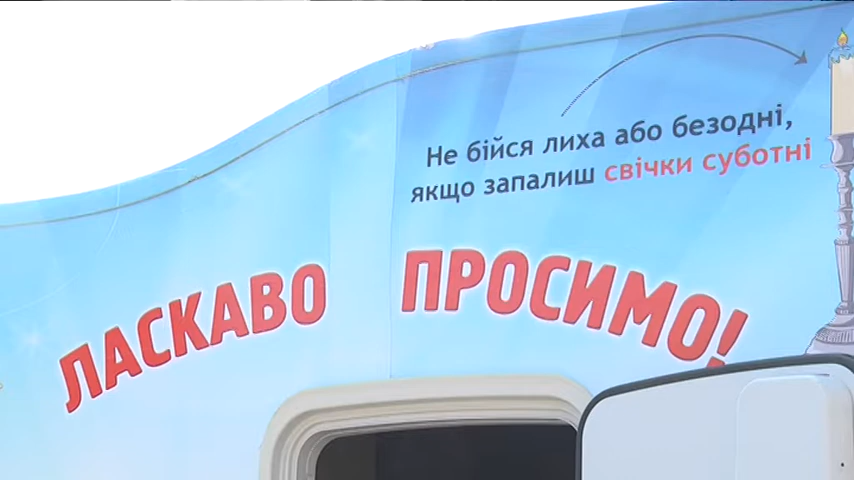 Не бійся лиха або безодні,
якщо запалиш свічки суботні
ЛАСКАВО ПРОСИМО!